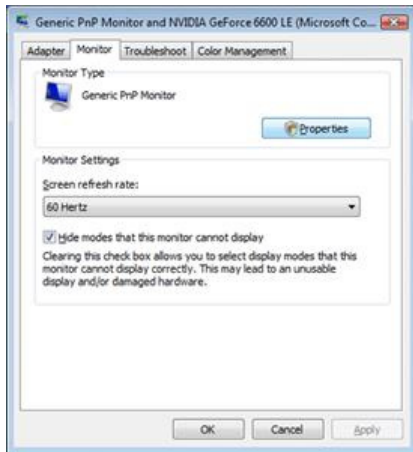 Generic PnP Monitor and NVIDIA GeForce 6600 LE (Microsoft Co...
Adapter Monitor Troubleshoot Color Management
Monitor Type
Generic PnP Monitor
Properties
Monitor Settings
Screen refresh rate:
60 Hertz
Hide modes that this monitor cannot display
Clearing this check box allows you to select display modes that this
monitor cannot display correctly. This may lead to an unusable
display and/or damaged hardware.
OK Cancel Apply